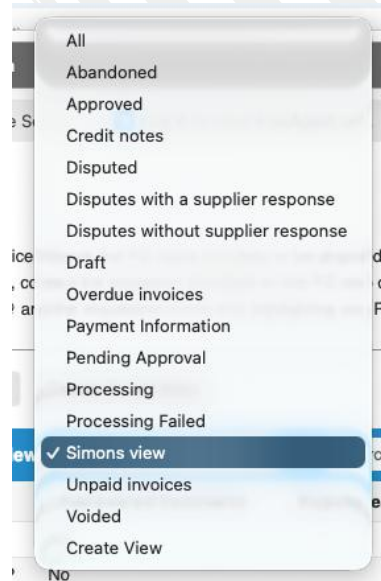 All
Abandoned
Approved
Credit notes
Disputed
Disputes with a supplier response
Disputes without supplier response
Draft
Overdue invoices
Payment Information
Pending Approval
Processing
Processing Failed
✓ Simons view
Unpaid invoices
Voided
Create View
No